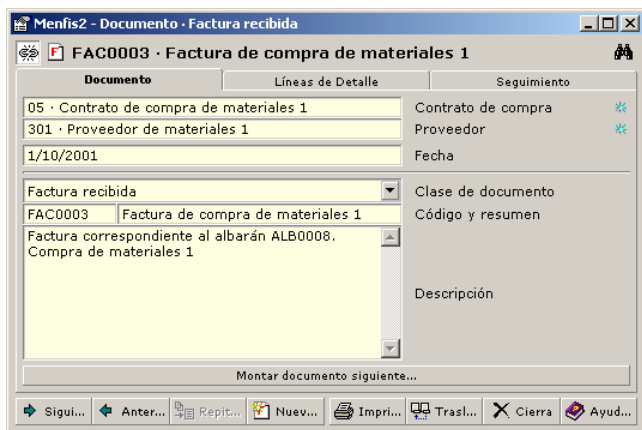 Menfis2 - Documento · Factura recibida
F FAC0003 · Factura de compra de materiales 1
Documento Líneas de Detalle Seguimiento
05 · Contrato de compra de materiales 1 Contrato de compra
301 · Proveedor de materiales 1 Proveedor
1/10/2001 Fecha
Factura recibida Clase de documento
FAC0003 Factura de compra de materiales 1 Código y resumen
Factura correspondiente al albarán ALB0008.
Compra de materiales 1
Descripción
Montar documento siguiente...
Sigui... Anter... Repit... Nuev... Impri... Trasl... Cierra Ayud...